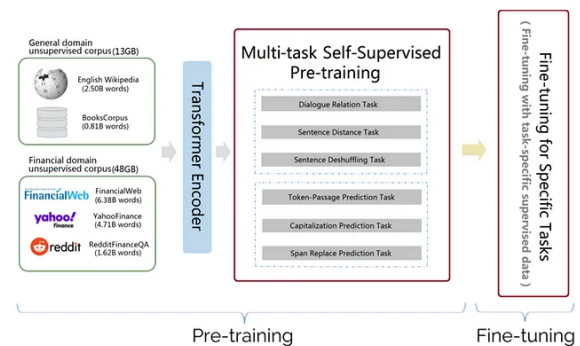 General domain
unsupervised corpus(13GB)
English Wikipedia
(2.50B words)
BooksCorpus
(0.81B words)
Financial domain
unsupervised corpus(48GB)
FinancialWeb
FinancialWeb
(6.38B words)
yahoo!
finance
YahooFinance
(4.71B words)
reddit
RedditFinanceQA
(1.62B words)
Transformer Encoder
Multi-task Self-Supervised
Pre-training
Dialogue Relation Task
Sentence Distance Task
Sentence Deshuffling Task
Token-Passage Prediction Task
Capitalization Prediction Task
Span Replace Prediction Task
Fine-tuning for Specific Tasks
( Fine-tuning with task-specific supervised data )
Pre-training
Fine-tuning